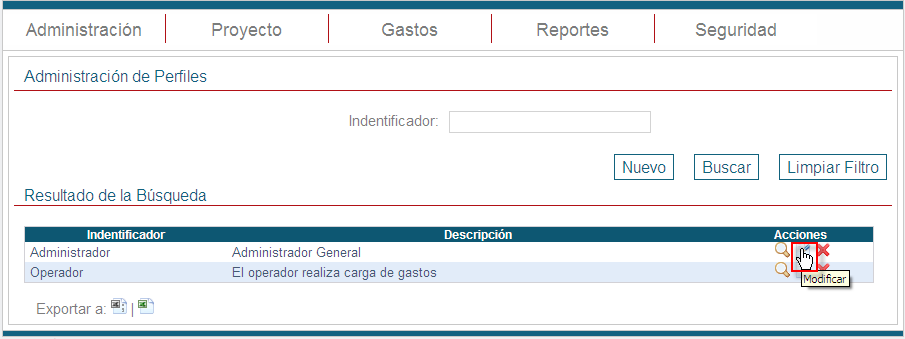 Administración Proyecto Gastos Reportes Seguridad
Administración de Perfiles
Indentificador:
Nuevo Buscar Limpiar Filtro
Resultado de la Búsqueda
Indentificador Descripción Acciones
Administrador Administrador General
Operador El operador realiza carga de gastos
Modificar
Exportar a: |